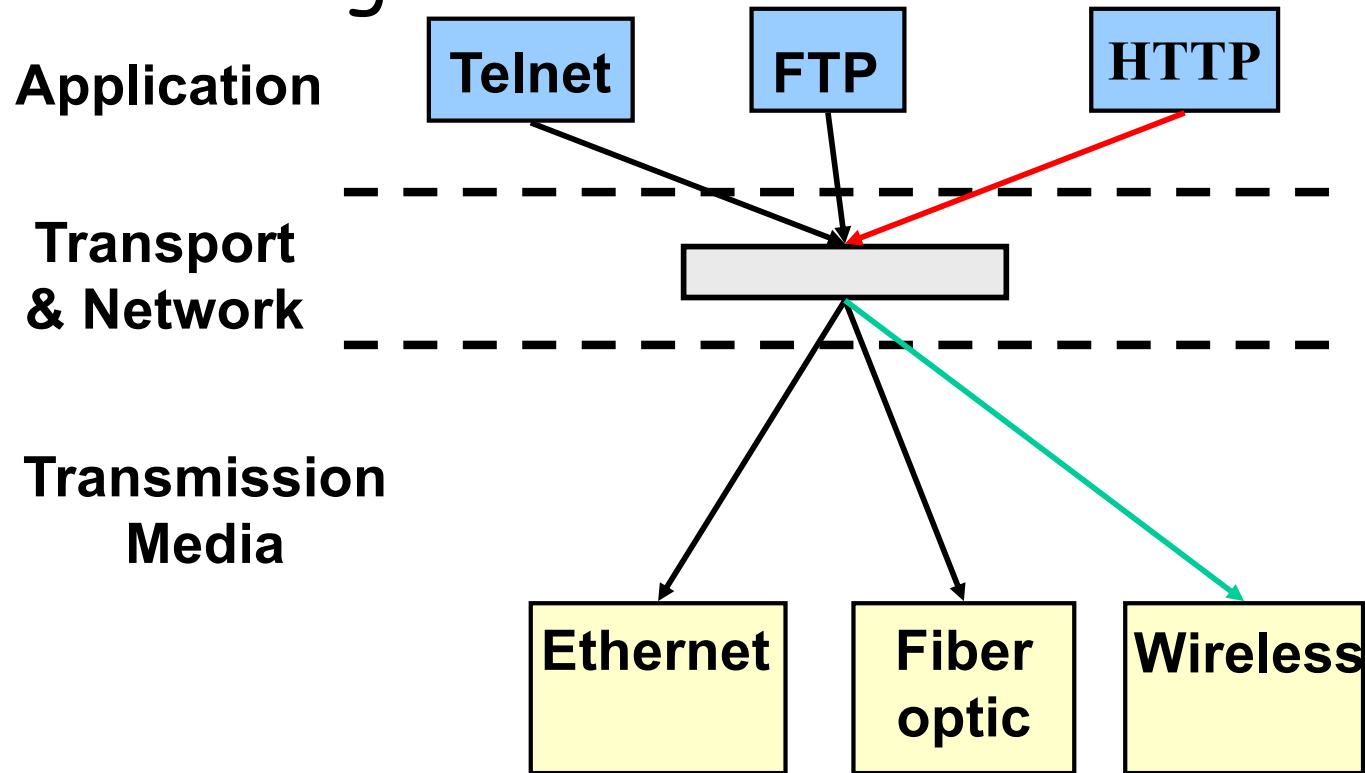 Application
Telnet
FTP
HTTP
Transport
& Network
Transmission
Media
Ethernet
Fiber
optic
Wireless